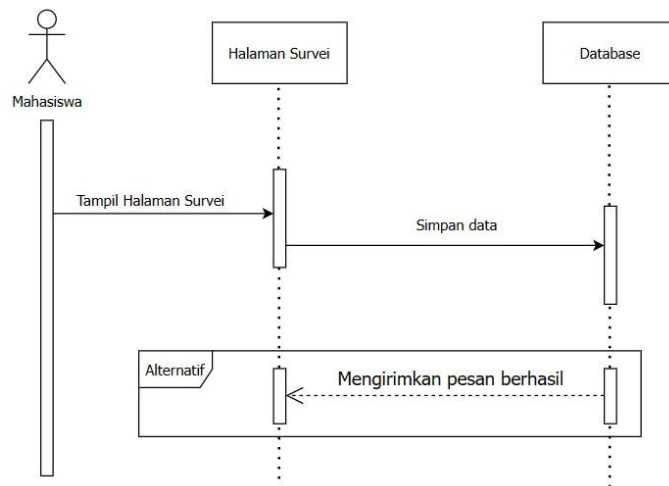 Halaman Survei
Database
Mahasiswa
Tampil Halaman Survei
Simpan data
Alternatif
Mengirimkan pesan berhasil